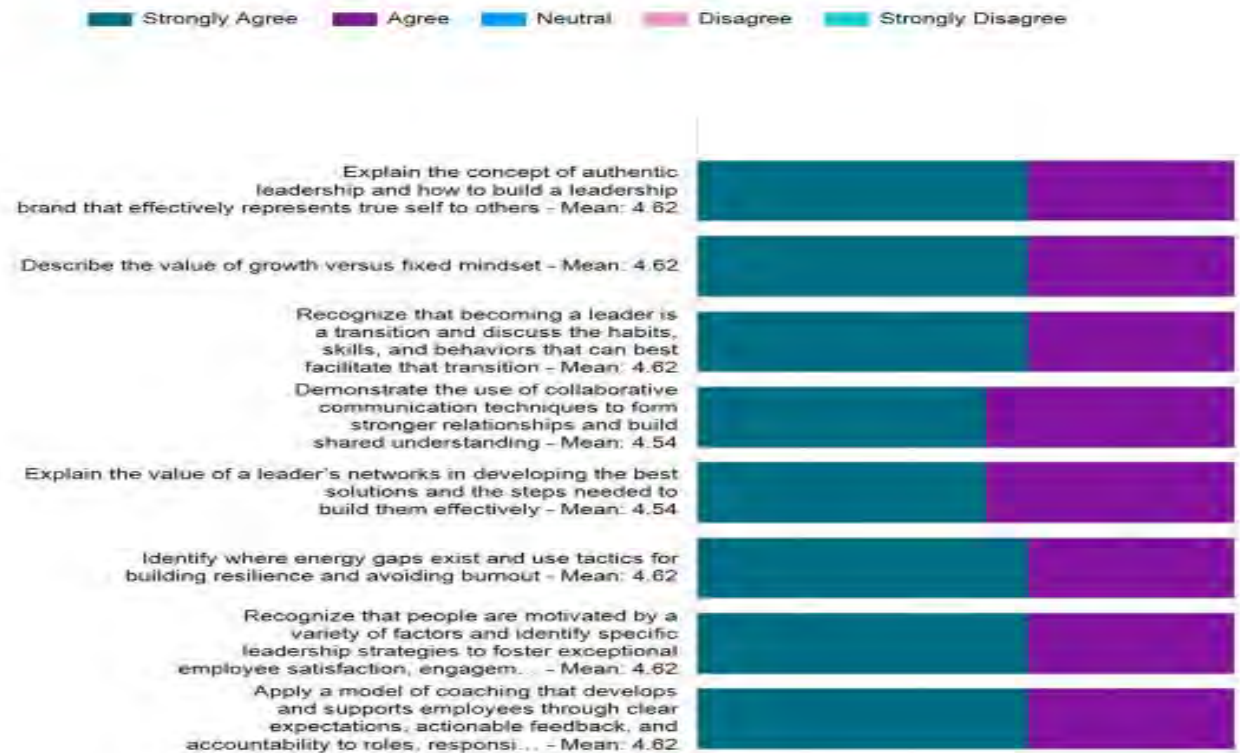 Strongly Agree Agree Neutral Disagree Strongly Disagree
Explain the concept of authentic
leadership and how to build a leadership
brand that effectively represents true self to others - Mean: 4.62
Describe the value of growth versus fixed mindset - Mean: 4.62
Recognize that becoming a leader is
a transition and discuss the habits,
skills, and behaviors that can best
facilitate that transition - Mean: 4.62
Demonstrate the use of collaborative
communication techniques to form
stronger relationships and build
shared understanding - Mean: 4.54
Explain the value of a leader's networks in developing the best
solutions and the steps needed to
build them effectively - Mean: 4.54
Identify where energy gaps exist and use tactics for
building resilience and avoiding burnout - Mean: 4.62
Recognize that people are motivated by a
variety of factors and identify specific
leadership strategies to foster exceptional
employee satisfaction, engagem... - Mean: 4.62
Apply a model of coaching that develops
and supports employees through clear
expectations, actionable feedback, and
accountability to roles, responsi... - Mean: 4.62